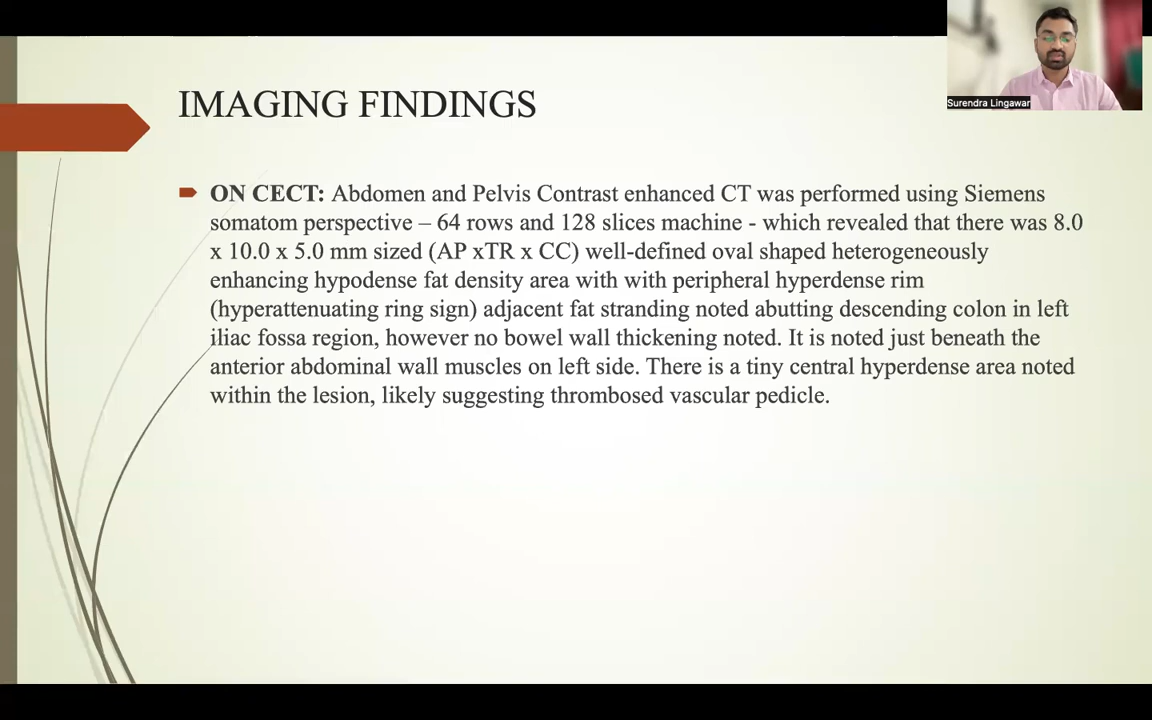 Surendra Lingawar
IMAGING FINDINGS
ON CECT: Abdomen and Pelvis Contrast enhanced CT was performed using Siemens
somatom perspective – 64 rows and 128 slices machine - which revealed that there was 8.0
x 10.0 x 5.0 mm sized (AP xTR x CC) well-defined oval shaped heterogeneously
enhancing hypodense fat density area with with peripheral hyperdense rim
(hyperattenuating ring sign) adjacent fat stranding noted abutting descending colon in left
iliac fossa region, however no bowel wall thickening noted. It is noted just beneath the
anterior abdominal wall muscles on left side. There is a tiny central hyperdense area noted
within the lesion, likely suggesting thrombosed vascular pedicle.